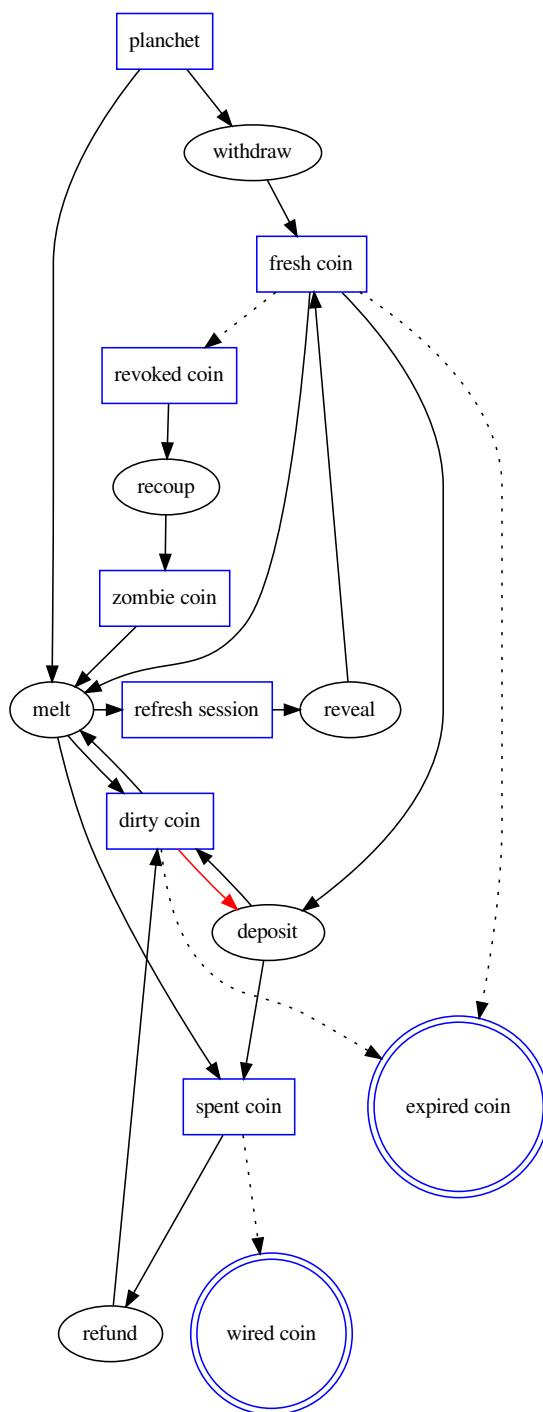 planchet
withdraw
fresh coin
revoked coin
recoup
zombie coin
melt
refresh session
reveal
dirty coin
deposit
spent coin
expired coin
refund
wired coin